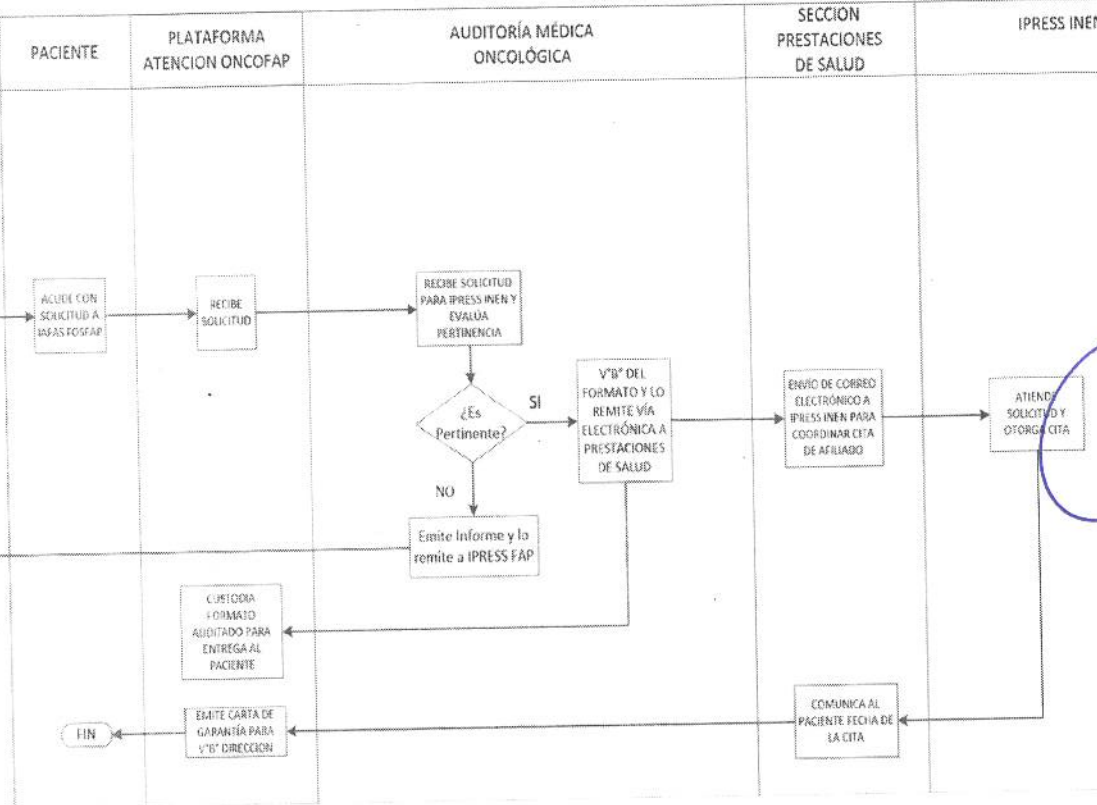 PACIENTE
PLATAFORMA
ATENCION ONCOFAP
AUDITORÍA MÉDICA
ONCOLÓGICA
SECCION
PRESTACIONES
DE SALUD
IPRESS INEN
ACUDE CON
SOLICITUD A
IAFAS FOSFAP
RECIBE
SOLICITUD
RECIBE SOLICITUD
PARA IPRESS INEN Y
EVALÚA
PERTINENCIA
¿Es
Pertinente?
SI
NO
V°B° DEL
FORMATO Y LO
REMITE VÍA
ELECTRÓNICA A
PRESTACIONES
DE SALUD
ENVIO DE CORREO
ELECTRÓNICO A
IPRESS INEN PARA
COORDINAR CITA
DE AFILIADO
ATIENDE
SOLICITUD Y
OTORGA CITA
Emite Informe y lo
remite a IPRESS FAP
CUSTODIA
FORMATO
AUDITADO PARA
ENTREGA AL
PACIENTE
COMUNICA AL
PACIENTE FECHA DE
LA CITA
EMITE CARTA DE
GARANTÍA PARA
V°B° DIRECCION
FIN